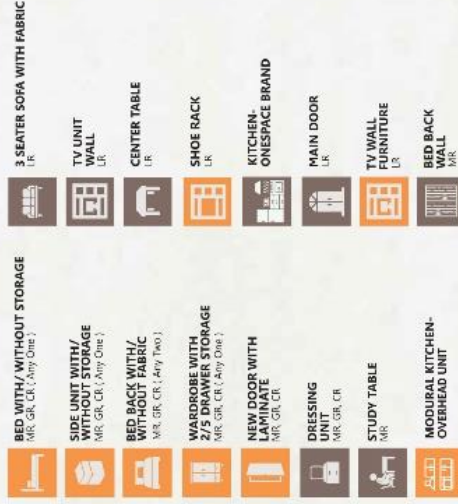 3 SEATER SOFA WITH FABRIC
LR
TV UNIT
WALL
MR
CENTER TABLE
LR
SHOE RACK
LR
KITCHEN-
ONESPACE BRAND
MAIN DOOR
LR
TV WALL
FURNITURE
LR
BED BACK
WALL
MR
BED WITH/WITHOUT STORAGE
MR, GR, CR ( Any One )
SIDE UNIT WITH/
WITHOUT STORAGE
MR, GR, CR ( Any One )
BED BACK WITH/
WITHOUT FABRIC
MR, GR, CR ( Any Two )
WARDROBE WITH
2/5 DRAWER STORAGE
MR, GR, CR ( Any One )
NEW DOOR WITH
LAMINATE
MR, GR, CR
DRESSING
UNIT
MR, GR, CR
STUDY TABLE
MR
MODURAL KITCHEN-
OVERHEAD UNIT